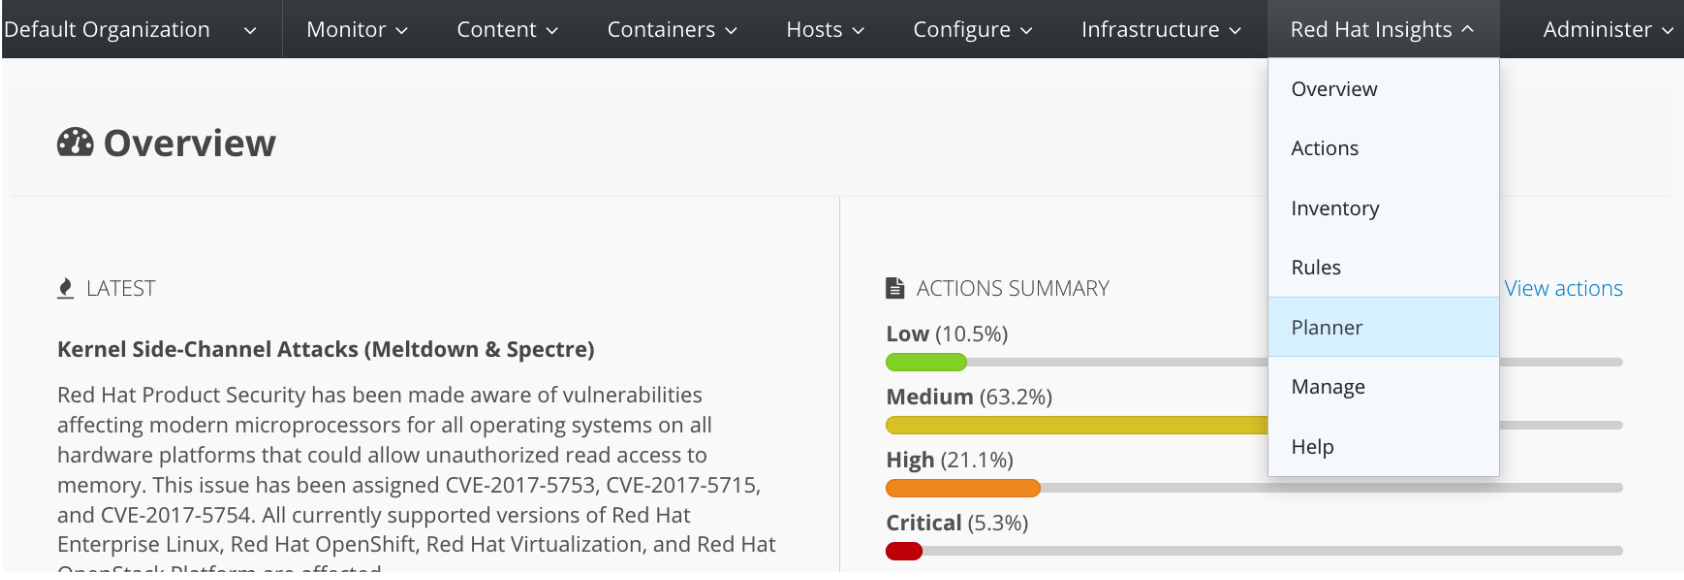 Default Organization
Monitor
Content
Containers
Hosts
Configure
Infrastructure
Red Hat Insights
Administer
Overview
Actions
Inventory
Rules
Planner
Manage
Help
Overview
LATEST
Kernel Side-Channel Attacks (Meltdown & Spectre)
Red Hat Product Security has been made aware of vulnerabilities
affecting modern microprocessors for all operating systems on all
hardware platforms that could allow unauthorized read access to
memory. This issue has been assigned CVE-2017-5753, CVE-2017-5715,
and CVE-2017-5754. All currently supported versions of Red Hat
Enterprise Linux, Red Hat OpenShift, Red Hat Virtualization, and Red Hat
OpenStack Platform are affected
ACTIONS SUMMARY
View actions
Low (10.5%)
Medium (63.2%)
High (21.1%)
Critical (5.3%)